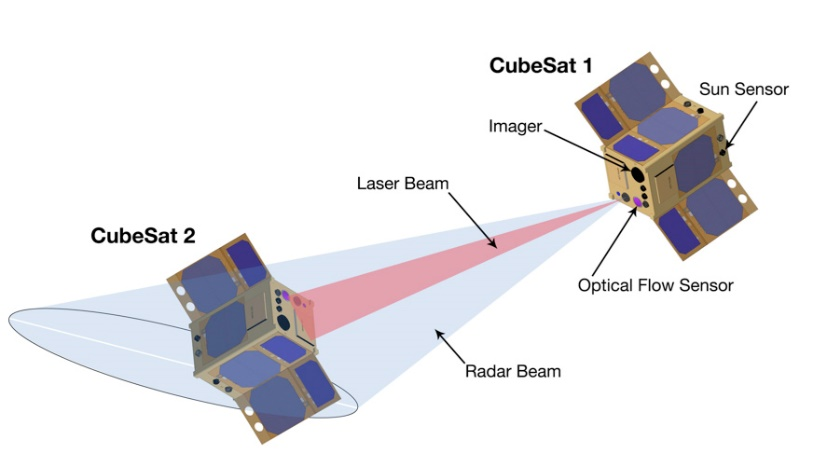 CubeSat 1
Sun Sensor
Imager
Laser Beam
CubeSat 2
Optical Flow Sensor
Radar Beam